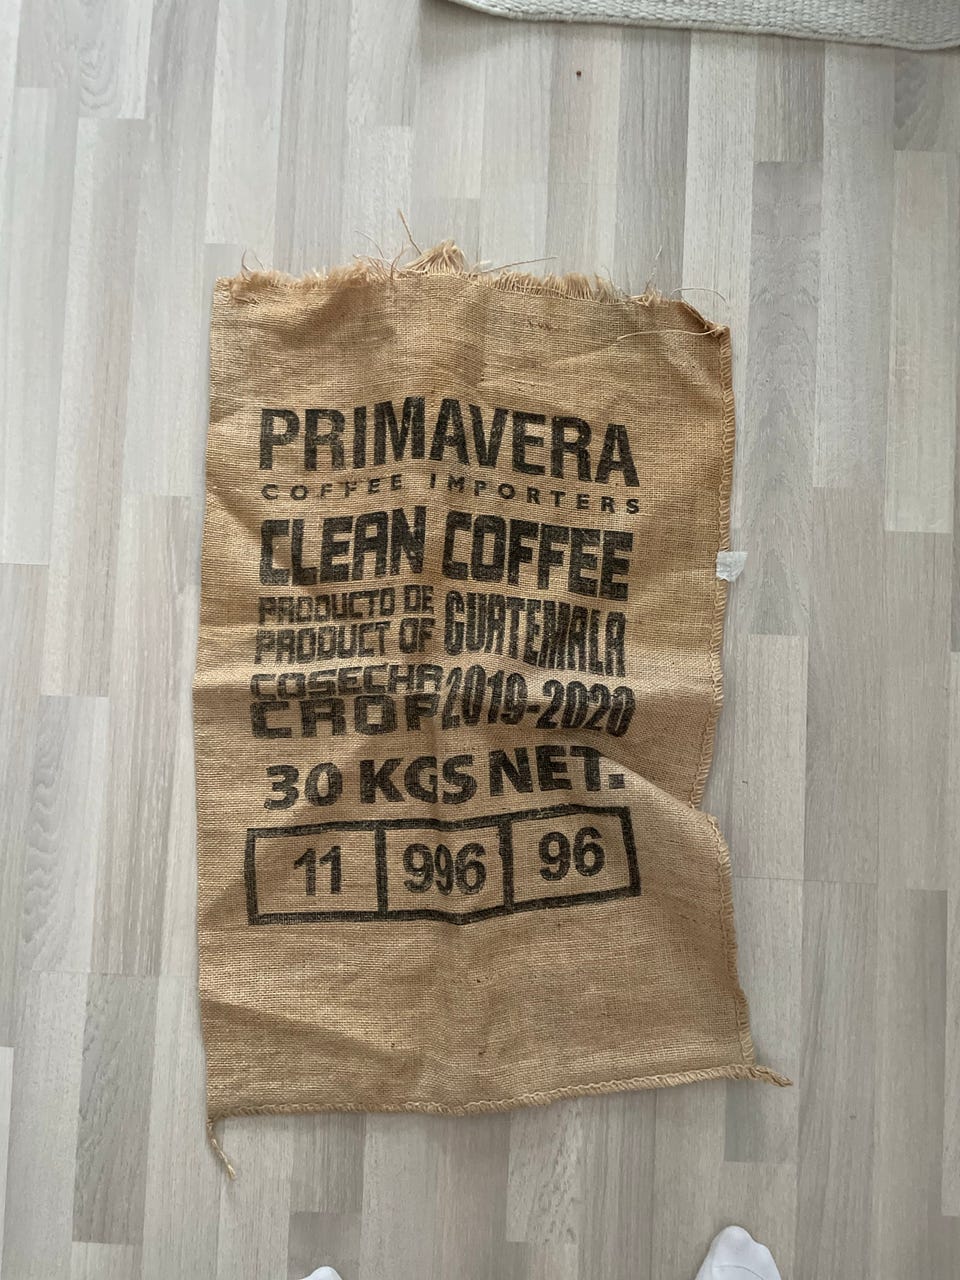 PRIMAVERA
COFFEE IMPORTERS
CLEAN COFFEE
PRODUCTO DE
PRODUCT OF GUATEMALA
COSECHA
CROP 2019-2020
30 KGS NET.
11 996 96